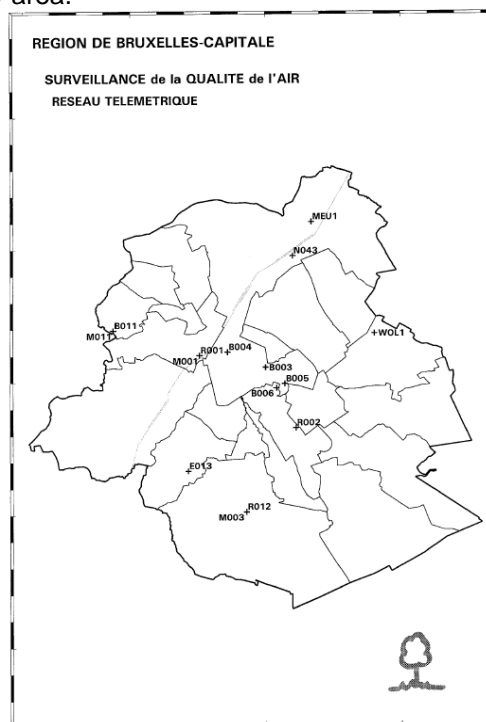 area.
REGION DE BRUXELLES-CAPITALE
SURVEILLANCE de la QUALITE de l'AIR
RESEAU TELEMETRIQUE
MEU1
N043
B011
M011
WOL1
R001
B004
M001
B003
B005
B006
R002
E013
R012
M003